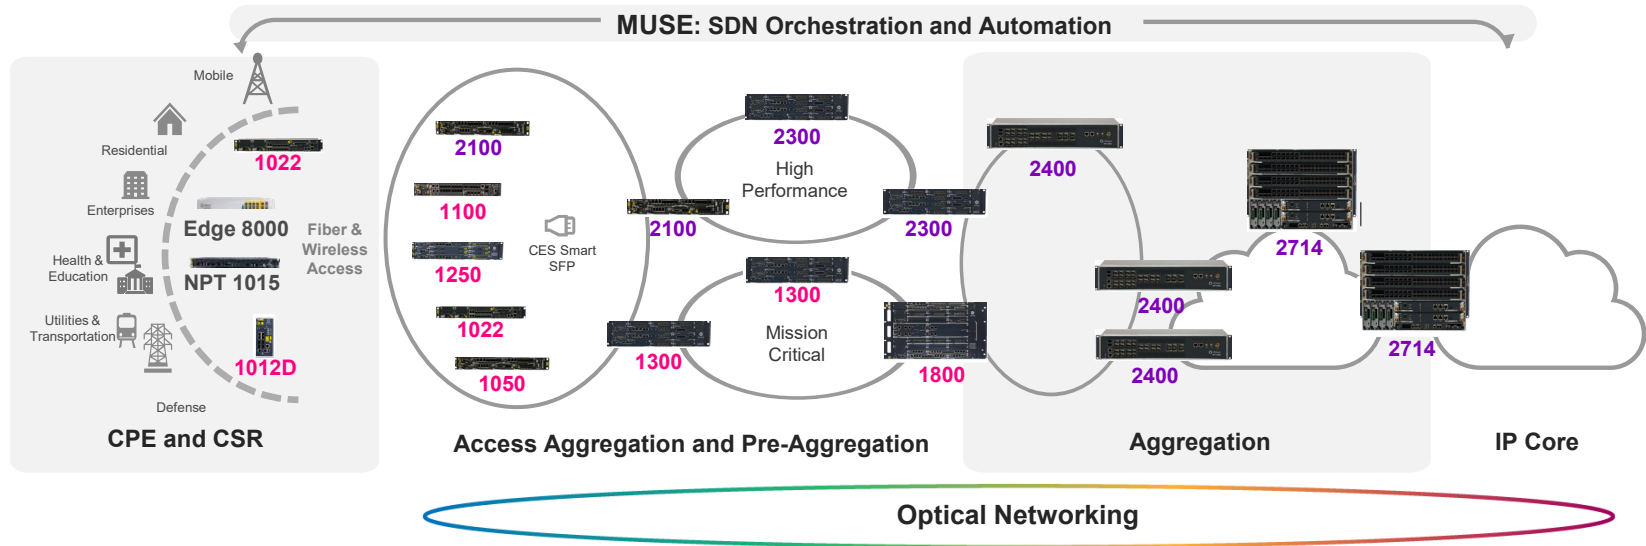 MUSE: SDN Orchestration and Automation
Mobile
Residential
Enterprises
Health &
Education
Utilities &
Transportation
Defense
1022
Edge 8000
NPT 1015
1012D
Fiber &
Wireless
Access
CPE and CSR
2100
1100
1250
1022
1050
CES Smart
SFP
2100
1300
2300
High
Performance
2300
1300
Mission
Critical
1800
Access Aggregation and Pre-Aggregation
2400
2400
2400
2714
2714
Aggregation
IP Core
Optical Networking